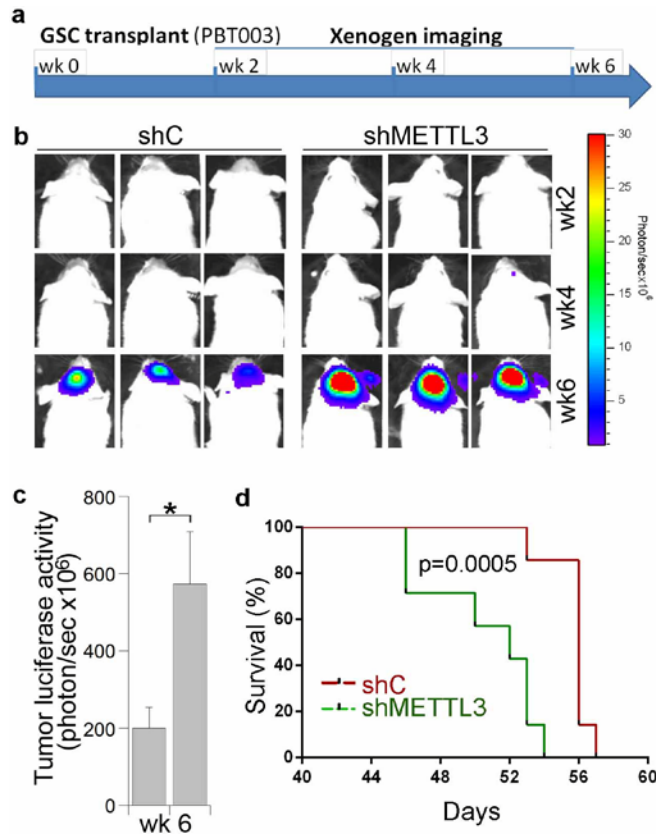 a
GSC transplant (PBT003) Xenogen imaging
wk 0 wk 2 wk 4 wk 6
b
shC shMETTL3
wk2
wk4
wk6
30
25
20
15
10
5
Photon/secx10⁶
c
Tumor luciferase activity
(photon/sec x10⁶)
800
600
400
200
0
*
wk 6
d
Survival (%)
100
80
60
40
20
0
p=0.0005
shC
shMETTL3
40 44 48 52 56 60
Days